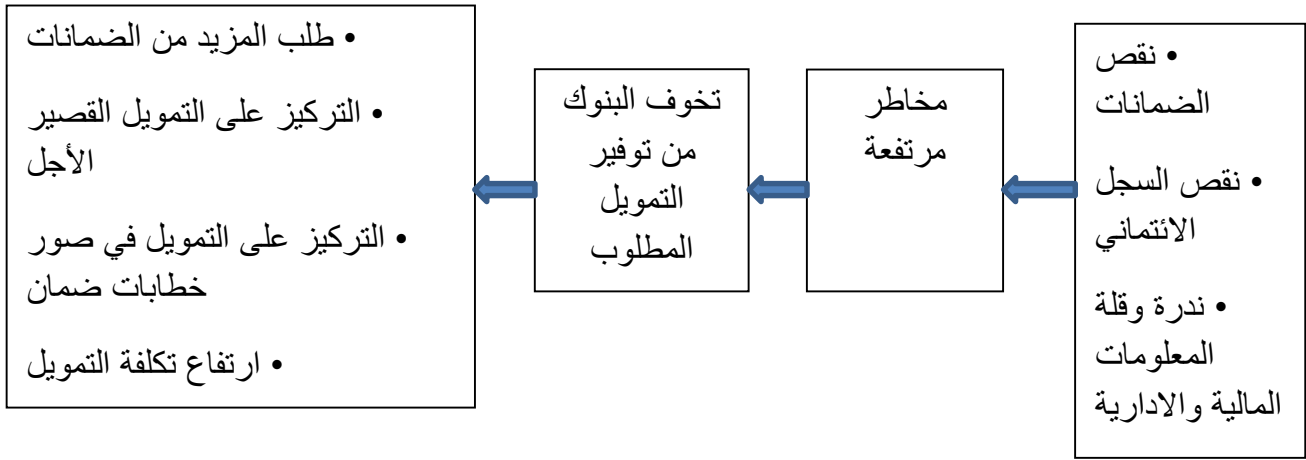 • نقص
الضمانات
• نقص السجل
الائتماني
• ندرة وقلة
المعلومات
المالية والادارية
مخاطر
مرتفعة
تخوف البنوك
من توفير
التمويل
المطلوب
• طلب المزيد من الضمانات
• التركيز على التمويل القصير
الأجل
• التركيز على التمويل في صور
خطابات ضمان
• ارتفاع تكلفة التمويل